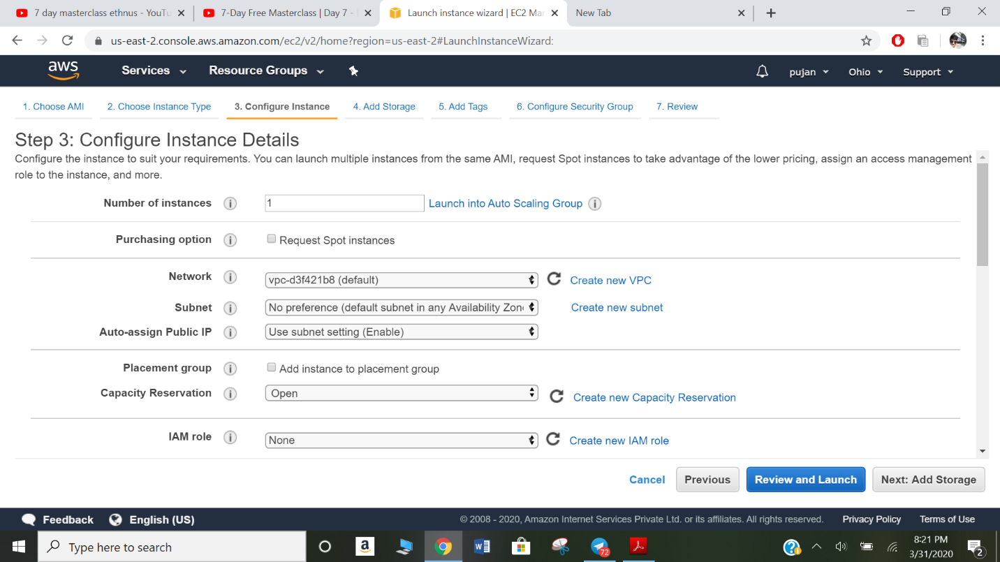 7 day masterclass ethnus - YouTu
7-Day Free Masterclass | Day 7 -
Launch instance wizard | EC2 Man
New Tab
us-east-2.console.aws.amazon.com/ec2/v2/home?region=us-east-2#LaunchInstanceWizard:
aws
Services
Resource Groups
pujan
Ohio
Support
1. Choose AMI
2. Choose Instance Type
3. Configure Instance
4. Add Storage
5. Add Tags
6. Configure Security Group
7. Review
Step 3: Configure Instance Details
Configure the instance to suit your requirements. You can launch multiple instances from the same AMI, request Spot instances to take advantage of the lower pricing, assign an access management
role to the instance, and more.
Number of instances
1
Launch into Auto Scaling Group
Purchasing option
Request Spot instances
Network
vpc-d3f421b8 (default)
Create new VPC
Subnet
No preference (default subnet in any Availability Zon
Create new subnet
Auto-assign Public IP
Use subnet setting (Enable)
Placement group
Add instance to placement group
Capacity Reservation
Open
Create new Capacity Reservation
IAM role
None
Create new IAM role
Cancel
Previous
Review and Launch
Next: Add Storage
Feedback
English (US)
© 2008 - 2020, Amazon Internet Services Private Ltd. or its affiliates. All rights reserved.
Privacy Policy
Terms of Use
Type here to search
72
8:21 PM
3/31/2020
2